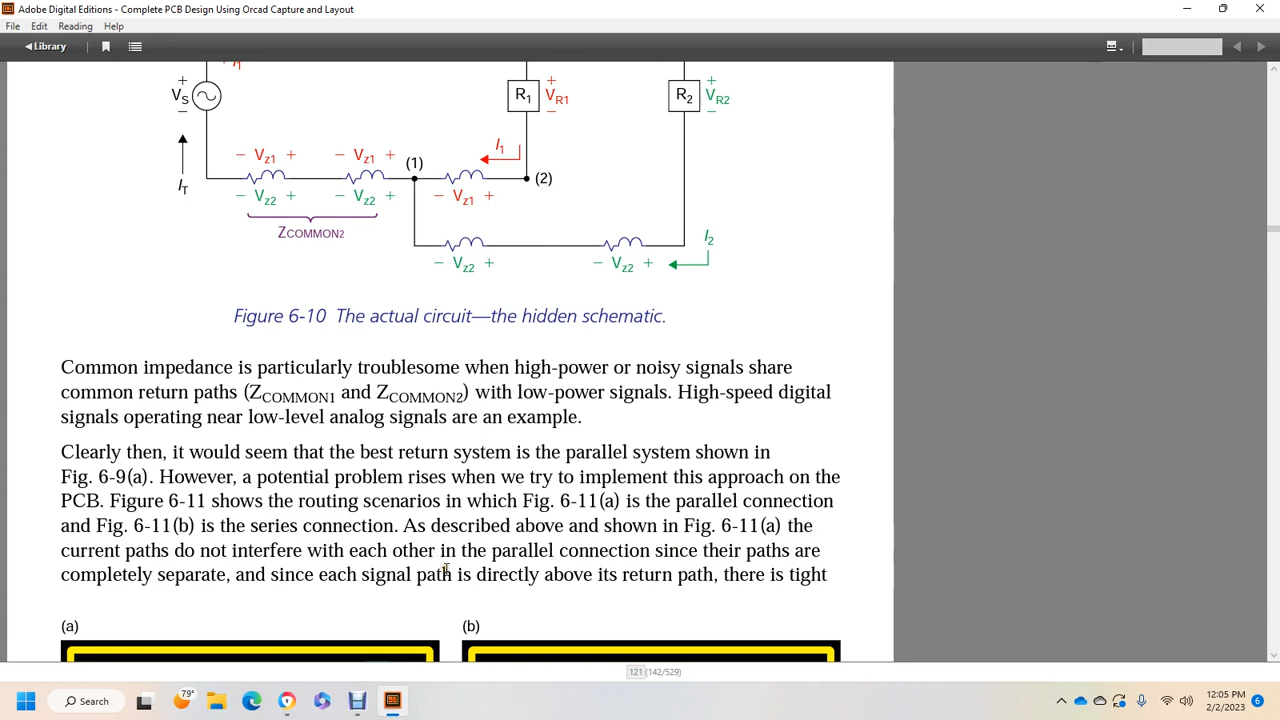 Adobe Digital Editions - Complete PCB Design Using Orcad Capture and Layout
File Edit Reading Help
Library
I1
+
VS
−
R1
+
VR1
−
R2
+
VR2
−
IT
− Vz1 +
− Vz1 +
(1)
I1
(2)
− Vz2 +
− Vz2 +
− Vz1 +
ZCOMMON2
I2
− Vz2 +
− Vz2 +
Figure 6-10 The actual circuit—the hidden schematic.
Common impedance is particularly troublesome when high-power or noisy signals share
common return paths (ZCOMMON1 and ZCOMMON2) with low-power signals. High-speed digital
signals operating near low-level analog signals are an example.
Clearly then, it would seem that the best return system is the parallel system shown in
Fig. 6-9(a). However, a potential problem rises when we try to implement this approach on the
PCB. Figure 6-11 shows the routing scenarios in which Fig. 6-11(a) is the parallel connection
and Fig. 6-11(b) is the series connection. As described above and shown in Fig. 6-11(a) the
current paths do not interfere with each other in the parallel connection since their paths are
completely separate, and since each signal path is directly above its return path, there is tight
(a)
(b)
121 (142/529)
Search
79°
12:05 PM
2/2/2023
6